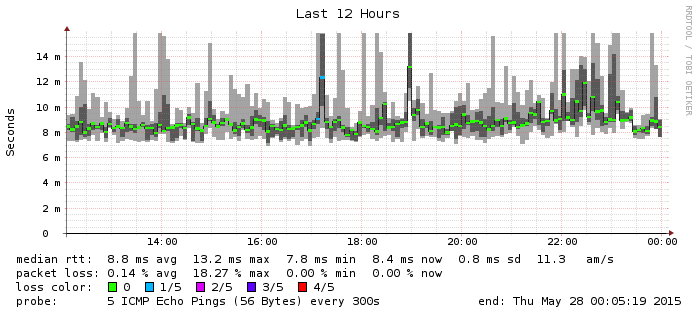 Last 12 Hours
RRDTOOL / TOBI OETIKER
Seconds
14 m
12 m
10 m
8 m
6 m
4 m
2 m
0
14:00 16:00 18:00 20:00 22:00 00:00
median rtt: 8.8 ms avg 13.2 ms max 7.8 ms min 8.4 ms now 0.8 ms sd 11.3 am/s
packet loss: 0.14 % avg 18.27 % max 0.00 % min 0.00 % now
loss color: 0 1/5 2/5 3/5 4/5
probe: 5 ICMP Echo Pings (56 Bytes) every 300s end: Thu May 28 00:05:19 2015